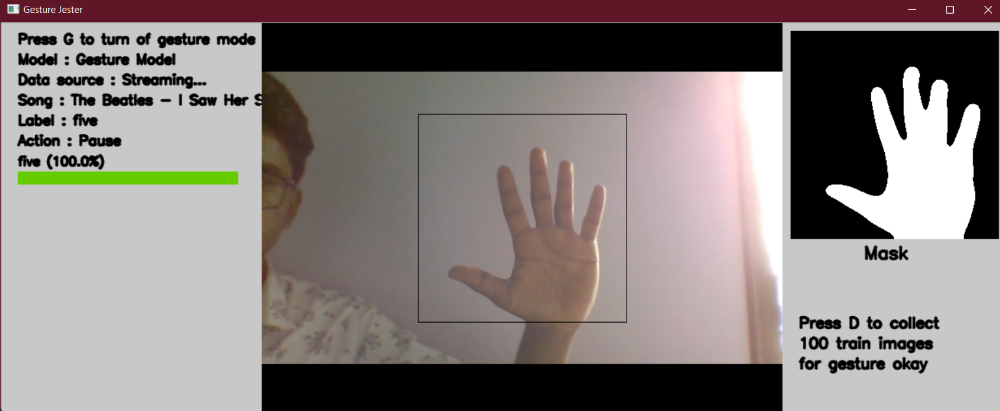 Gesture Jester
Press G to turn of gesture mode
Model : Gesture Model
Data source : Streaming...
Song : The Beatles - I Saw Her S
Label : five
Action : Pause
five (100.0%)
Mask
Press D to collect
100 train images
for gesture okay